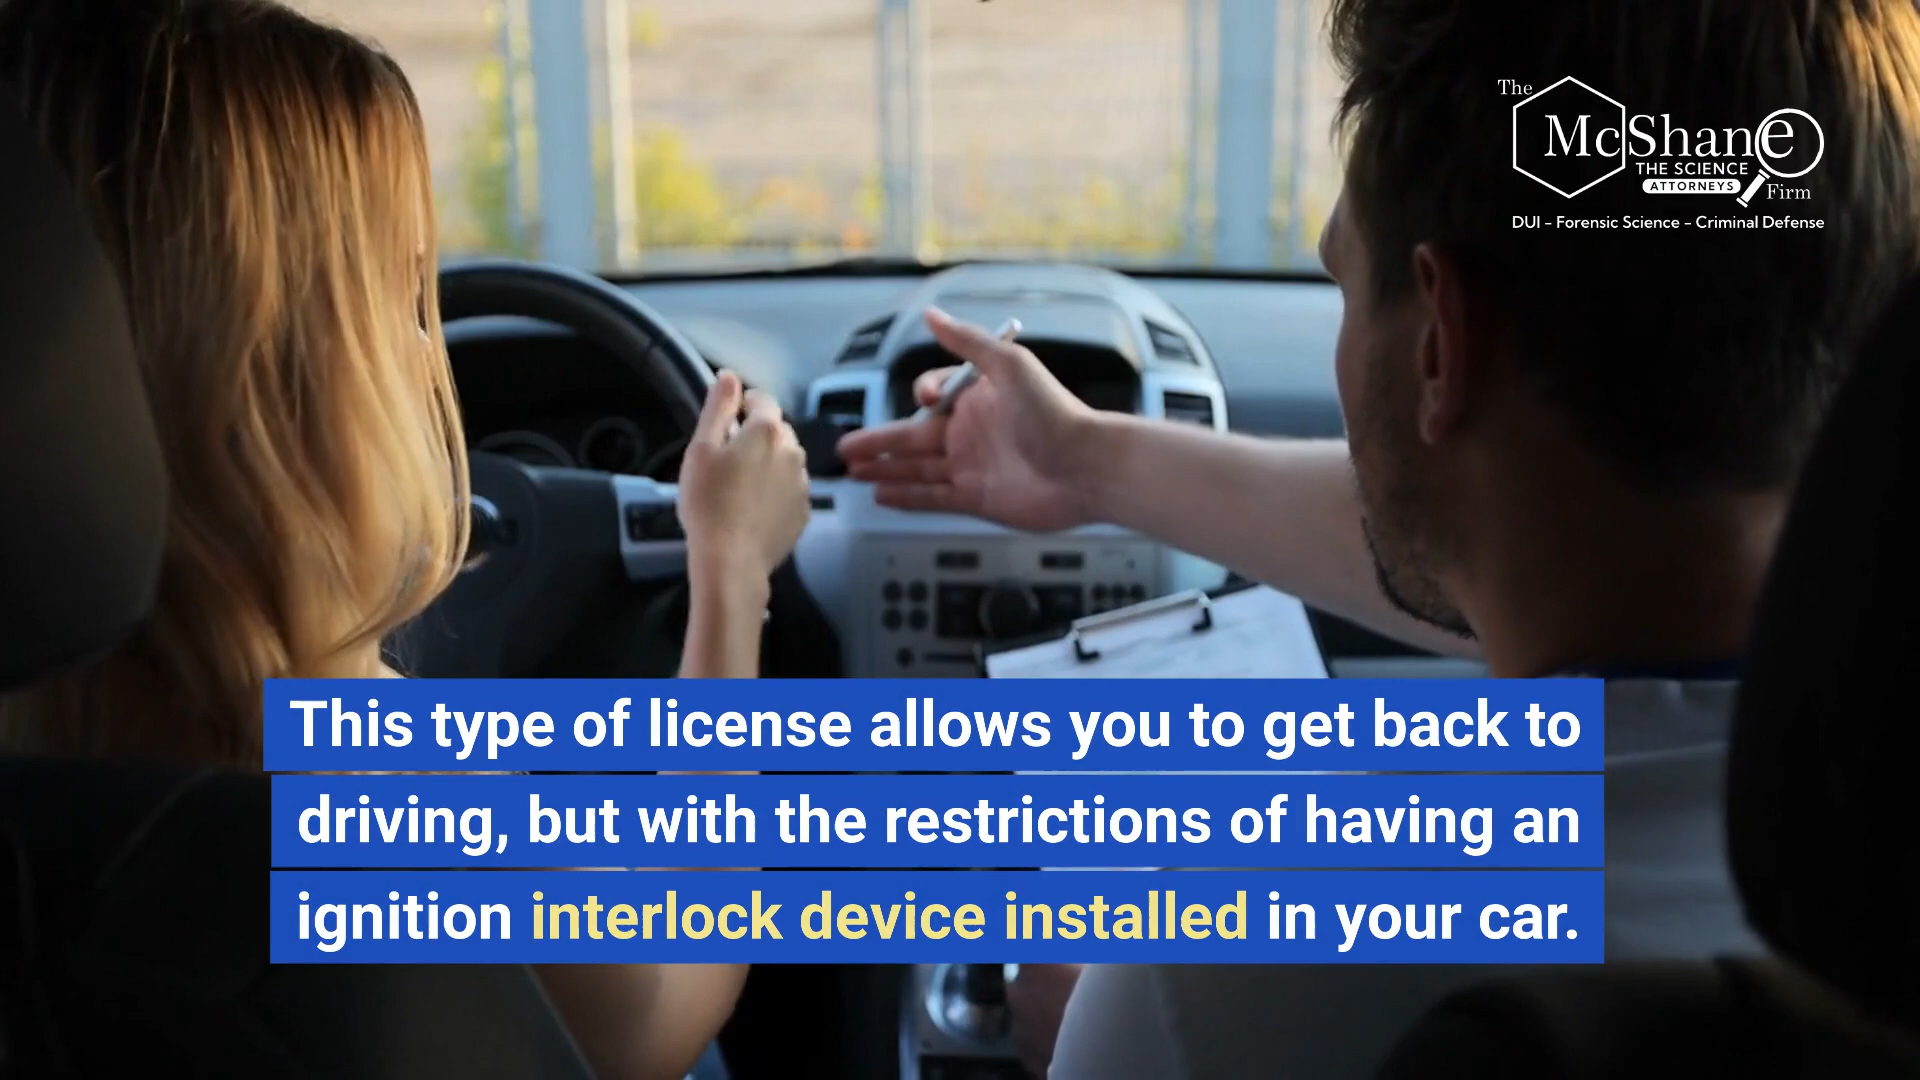 The
McShane
THE SCIENCE
ATTORNEYS
Firm
DUI - Forensic Science - Criminal Defense
This type of license allows you to get back to
driving, but with the restrictions of having an
ignition interlock device installed in your car.